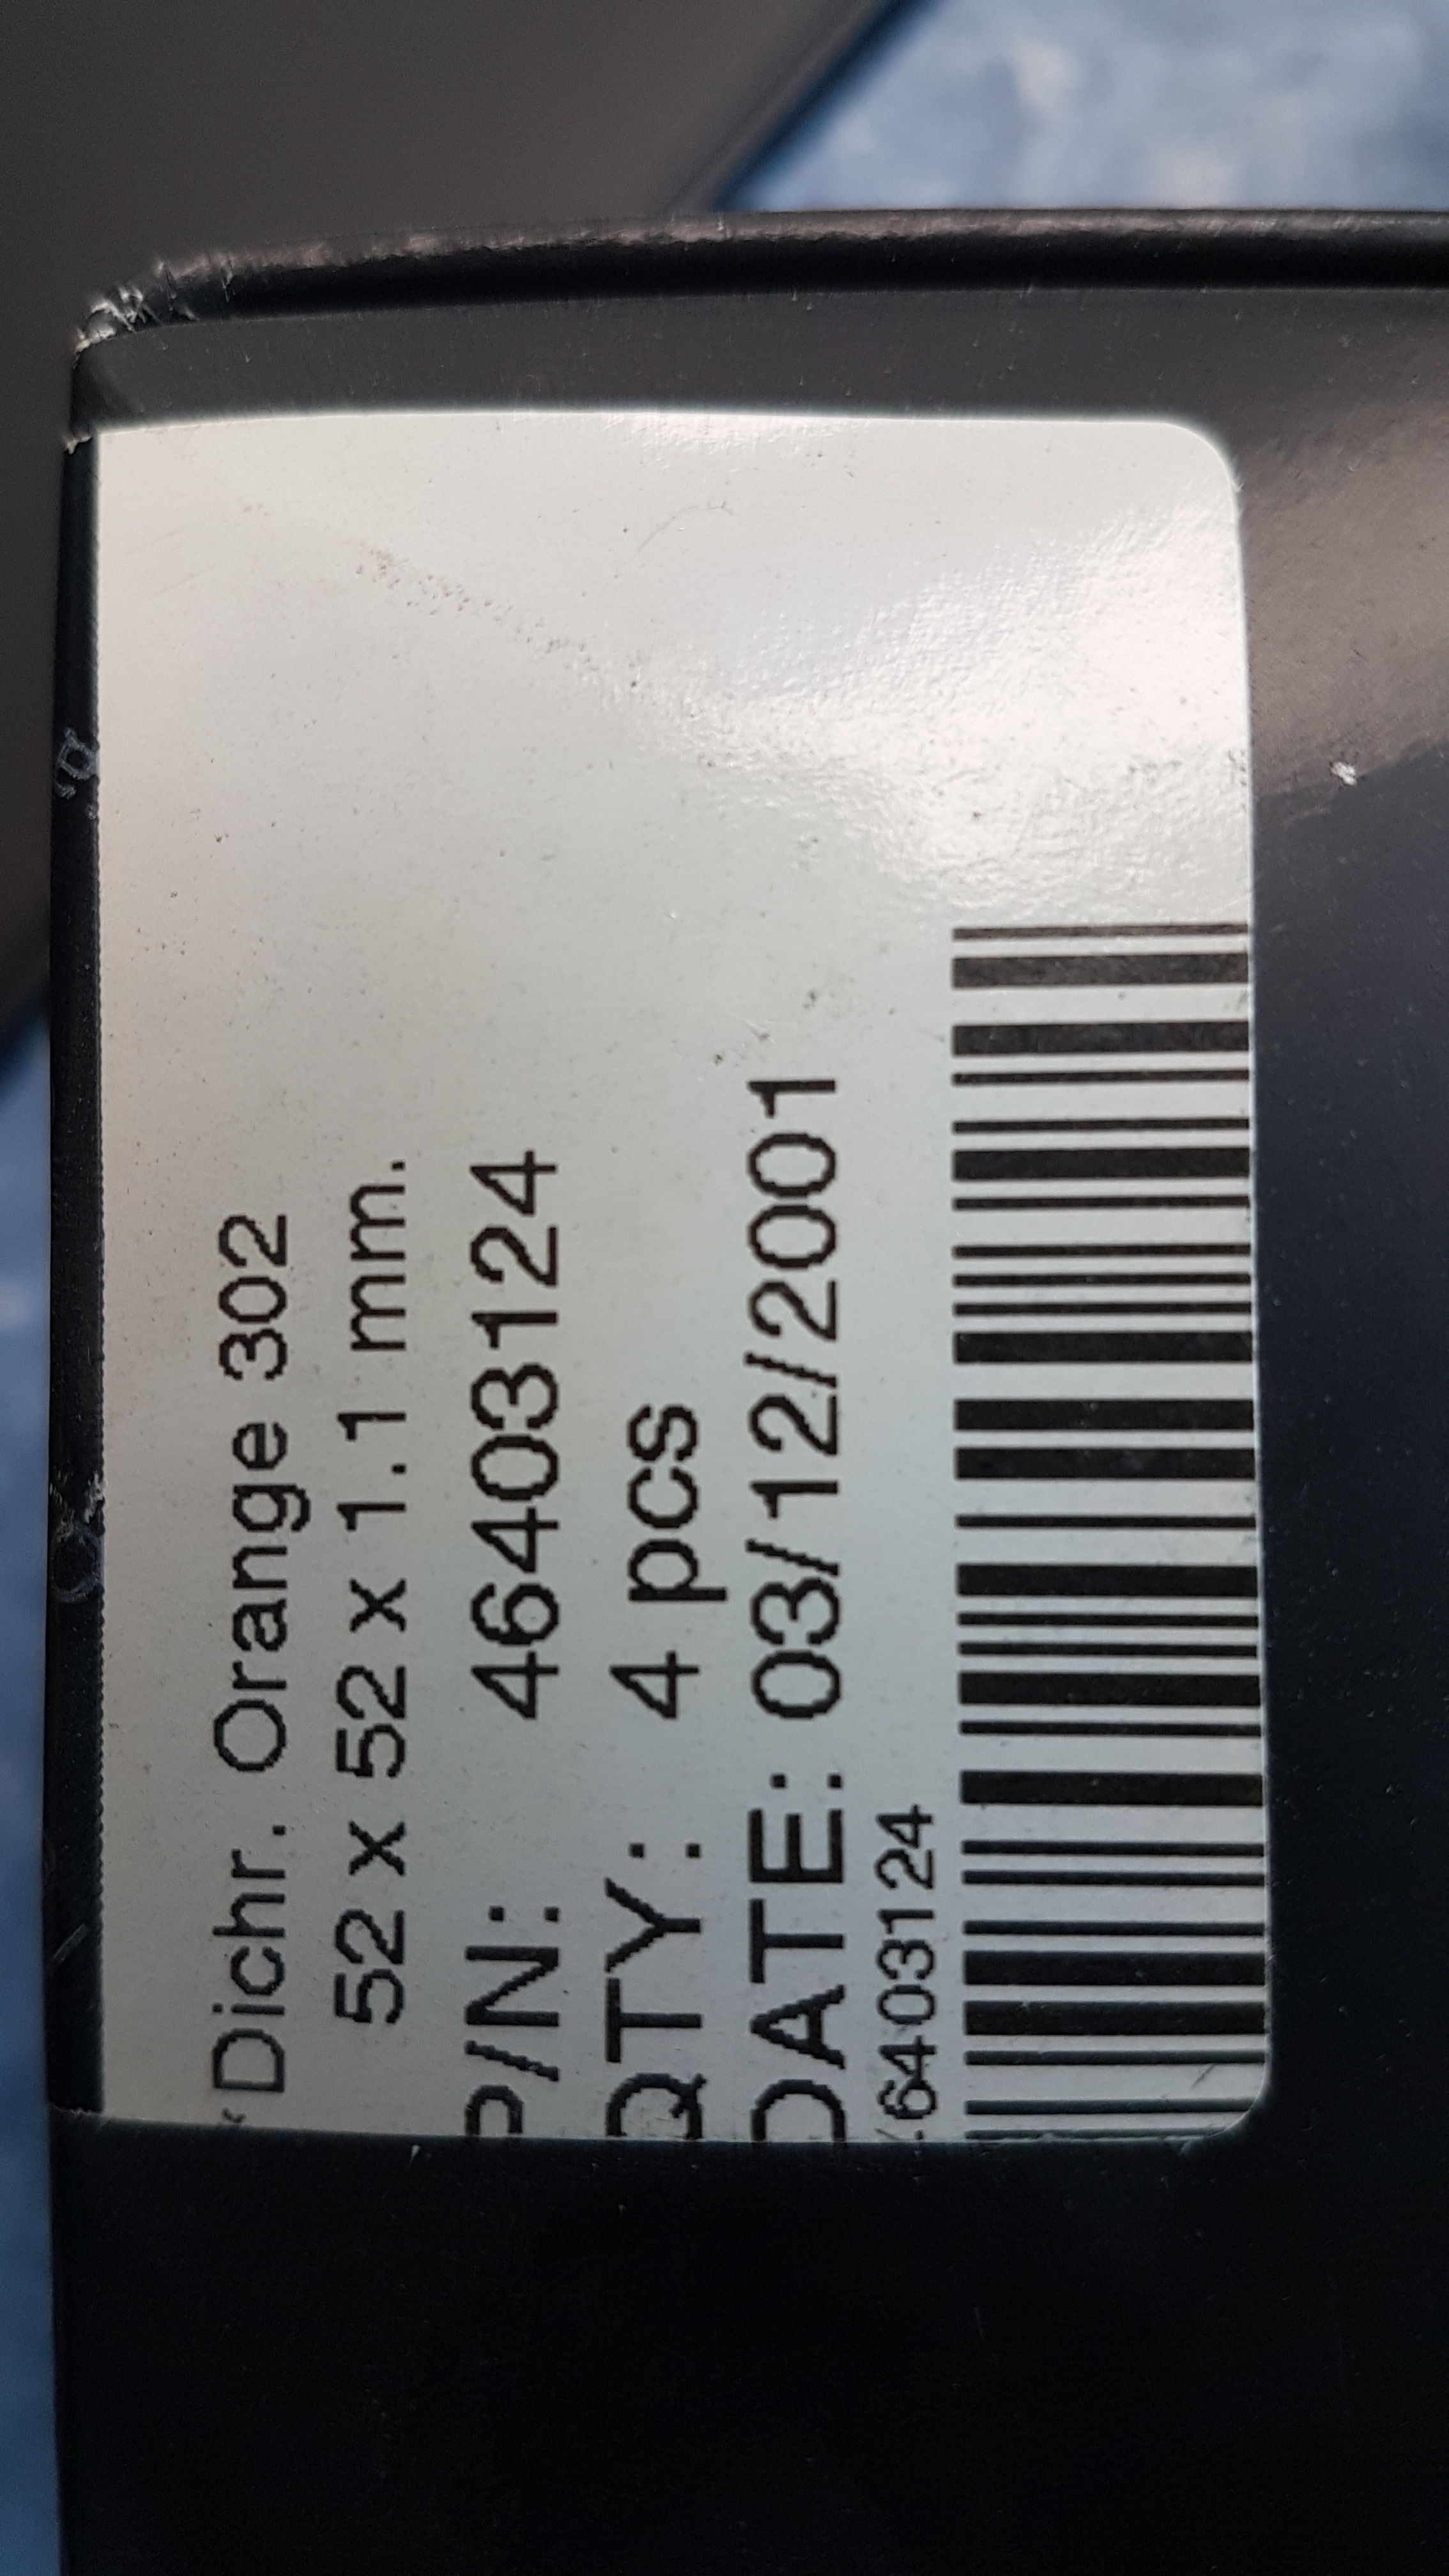 Dichr. Orange 302
52 x 52 x 1.1 mm.
P/N: 46403124
QTY: 4 pcs
DATE: 03/12/2001
6403124